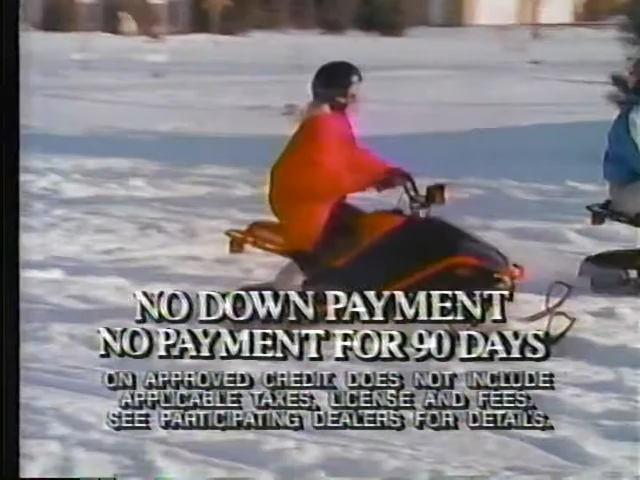 NO DOWN PAYMENT
NO PAYMENT FOR 90 DAYS
ON APPROVED CREDIT. DOES NOT INCLUDE
APPLICABLE TAXES, LICENSE AND FEES.
SEE PARTICIPATING DEALERS FOR DETAILS.